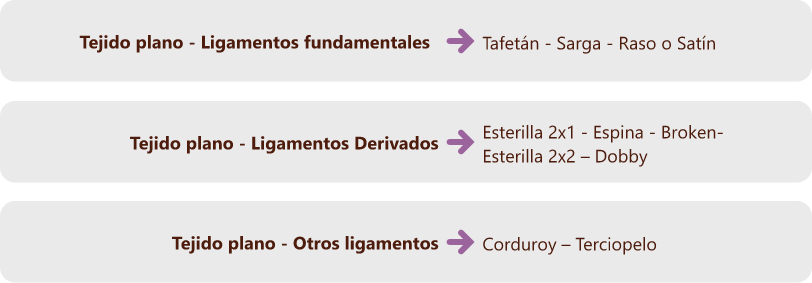 Tejido plano - Ligamentos fundamentales
Tafetán - Sarga - Raso o Satín
Tejido plano - Ligamentos Derivados
Esterilla 2x1 - Espina - Broken-
Esterilla 2x2 – Dobby
Tejido plano - Otros ligamentos
Corduroy – Terciopelo